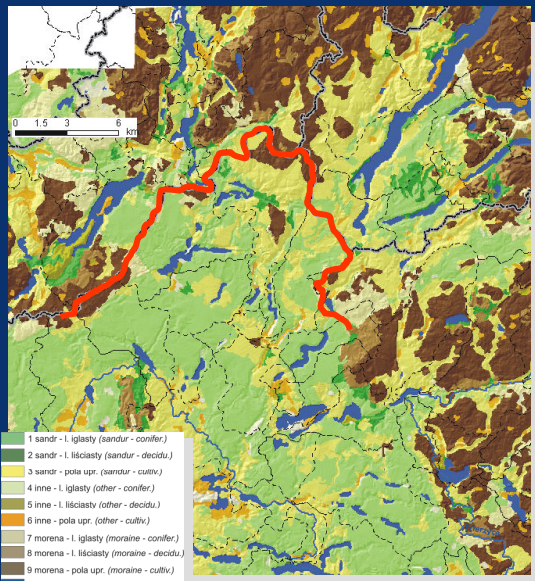 0 1.5 3 6
km
1 sandr - l. iglasty (sandur - conifer.)
2 sandr - l. liściasty (sandur - decidu.)
3 sandr - pola upr. (sandur - cultiv.)
4 inne - l. iglasty (other - conifer.)
5 inne - l. liściasty (other - decidu.)
6 inne - pola upr. (other - cultiv.)
7 morena - l. iglasty (moraine - conifer.)
8 morena - l. liściasty (moraine - decidu.)
9 morena - pola upr. (moraine - cultiv.)